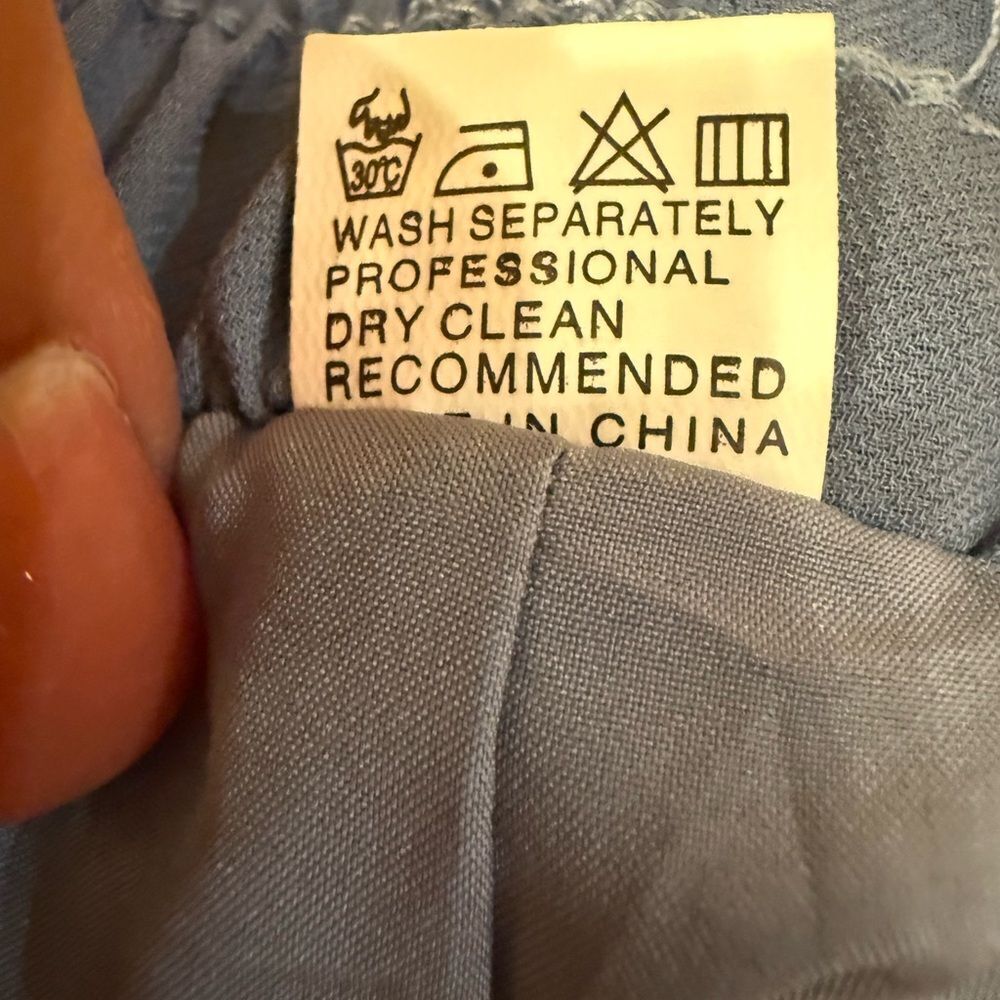 30°C
WASH SEPARATELY
PROFESSIONAL
DRY CLEAN
RECOMMENDED
IN CHINA